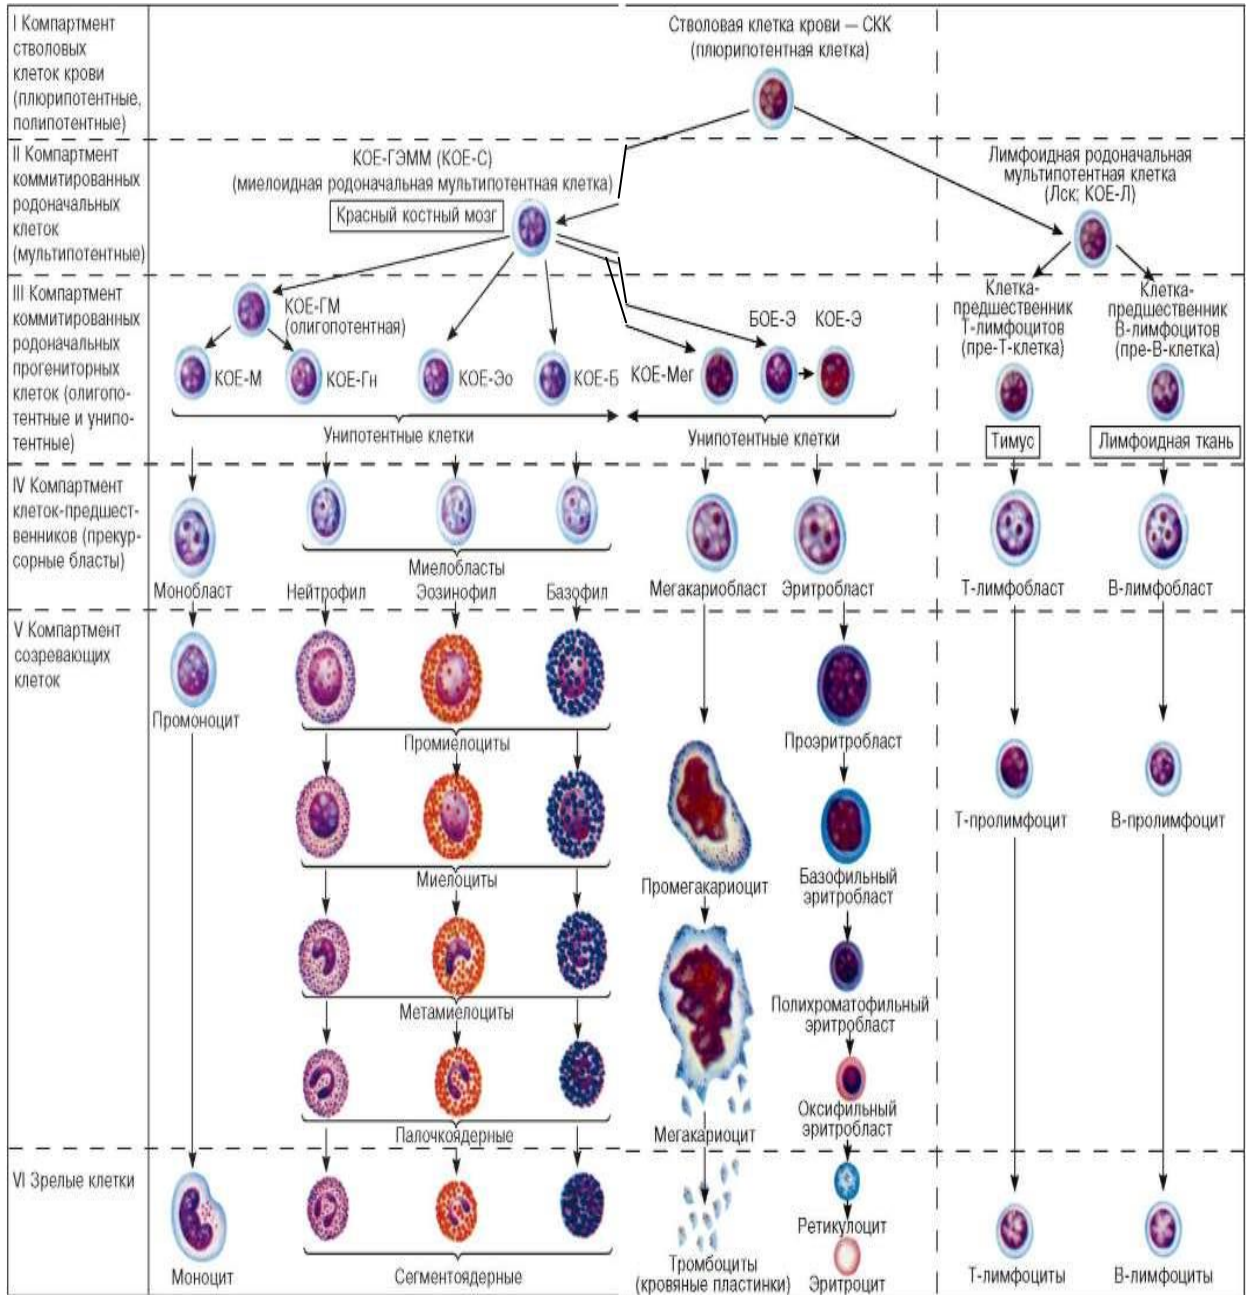 I Компартмент
стволовых
клеток крови
(плюрипотентные,
полипотентные)
Стволовая клетка крови — СКК
(плюрипотентная клетка)
II Компартмент
коммитированных
родоначальных
клеток
(мультипотентные)
КОЕ-ГЭММ (КОЕ-С)
(миелоидная родоначальная мультипотентная клетка)
Красный костный мозг
Лимфоидная родоначальная
мультипотентная клетка
(Лск; КОЕ-Л)
III Компартмент
коммитированных
родоначальных
прогениторных
клеток (олигопо-
тентные и унипо-
тентные)
КОЕ-ГМ
(олигопотентная)
КОЕ-М
КОЕ-Гн
КОЕ-Эо
КОЕ-Б
КОЕ-Мег
БОЕ-Э
КОЕ-Э
Унипотентные клетки
Унипотентные клетки
Клетка-
предшественник
Т-лимфоцитов
(пре-Т-клетка)
Клетка-
предшественник
В-лимфоцитов
(пре-В-клетка)
Тимус
Лимфоидная ткань
IV Компартмент
клеток-предшест-
венников (прекур-
сорные бласты)
Миелобласты
Монобласт
Нейтрофил
Эозинофил
Базофил
Мегакариобласт
Эритробласт
Т-лимфобласт
В-лимфобласт
V Компартмент
созревающих
клеток
Промоноцит
Промиелоциты
Проэритробласт
Т-пролимфоцит
В-пролимфоцит
Миелоциты
Промегакариоцит
Базофильный
эритробласт
Метамиелоциты
Полихроматофильный
эритробласт
Палочкоядерные
Мегакариоцит
Оксифильный
эритробласт
VI Зрелые клетки
Ретикулоцит
Моноцит
Сегментоядерные
Тромбоциты
(кровяные пластинки)
Эритроцит
Т-лимфоциты
В-лимфоциты